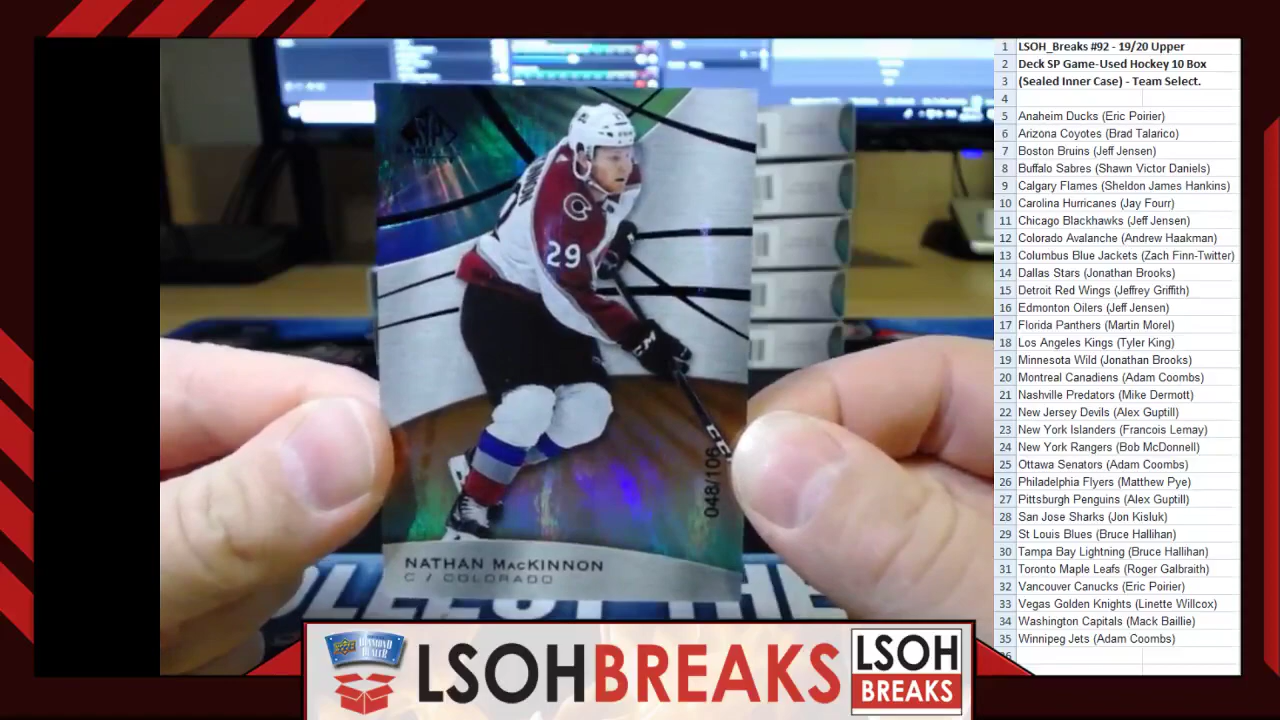 1 LSOH_Breaks #92 - 19/20 Upper
2 Deck SP Game-Used Hockey 10 Box
3 (Sealed Inner Case) - Team Select.
4
5 Anaheim Ducks (Eric Poirier)
6 Arizona Coyotes (Brad Talarico)
7 Boston Bruins (Jeff Jensen)
8 Buffalo Sabres (Shawn Victor Daniels)
9 Calgary Flames (Sheldon James Hankins)
10 Carolina Hurricanes (Jay Fourr)
11 Chicago Blackhawks (Jeff Jensen)
12 Colorado Avalanche (Andrew Haakman)
13 Columbus Blue Jackets (Zach Finn-Twitter)
14 Dallas Stars (Jonathan Brooks)
15 Detroit Red Wings (Jeffrey Griffith)
16 Edmonton Oilers (Jeff Jensen)
17 Florida Panthers (Martin Morel)
18 Los Angeles Kings (Tyler King)
19 Minnesota Wild (Jonathan Brooks)
20 Montreal Canadiens (Adam Coombs)
21 Nashville Predators (Mike Dermott)
22 New Jersey Devils (Alex Guptill)
23 New York Islanders (Francois Lemay)
24 New York Rangers (Bob McDonnell)
25 Ottawa Senators (Adam Coombs)
26 Philadelphia Flyers (Matthew Pye)
27 Pittsburgh Penguins (Alex Guptill)
28 San Jose Sharks (Jon Kisluk)
29 St Louis Blues (Bruce Hallihan)
30 Tampa Bay Lightning (Bruce Hallihan)
31 Toronto Maple Leafs (Roger Galbraith)
32 Vancouver Canucks (Eric Poirier)
33 Vegas Golden Knights (Linette Willcox)
34 Washington Capitals (Mack Baillie)
35 Winnipeg Jets (Adam Coombs)
SP
29
CCM
048/106
NATHAN MacKINNON
C / COLORADO
THE
DIAMOND
DEALER
LSOHBREAKS
LSOH
BREAKS